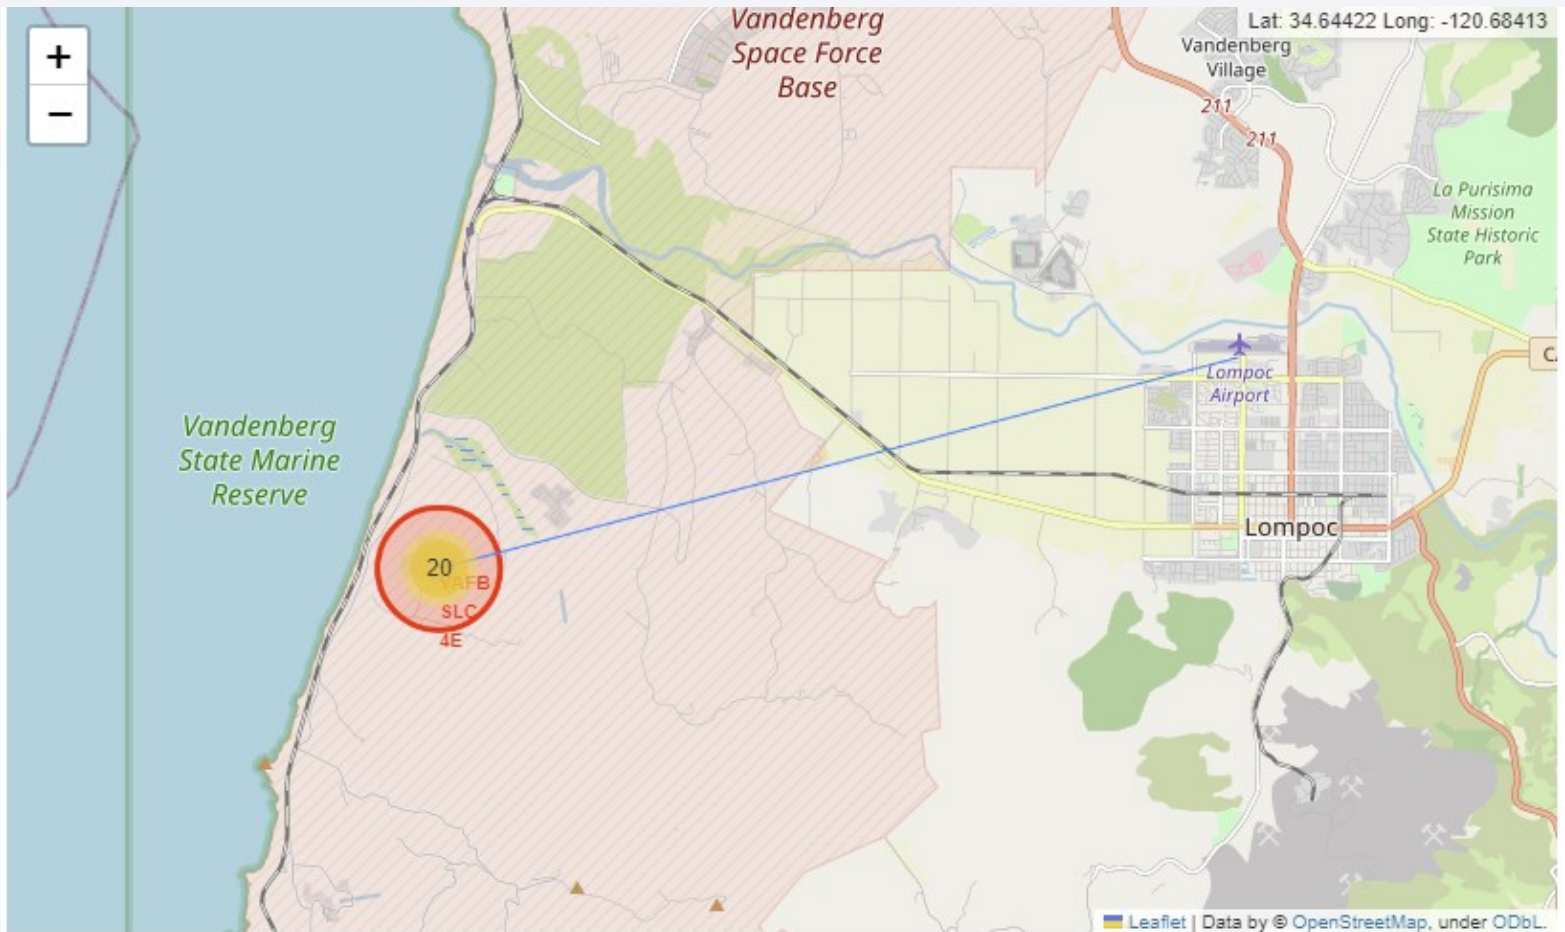 +
−
Vandenberg
Space Force
Base
Lat: 34.64422 Long: -120.68413
Vandenberg
Village
211
211
La Purisima
Mission
State Historic
Park
Lompoc
Airport
Vandenberg
State Marine
Reserve
Lompoc
20
VAFB
SLC
4E
Leaflet | Data by © OpenStreetMap, under ODbL.